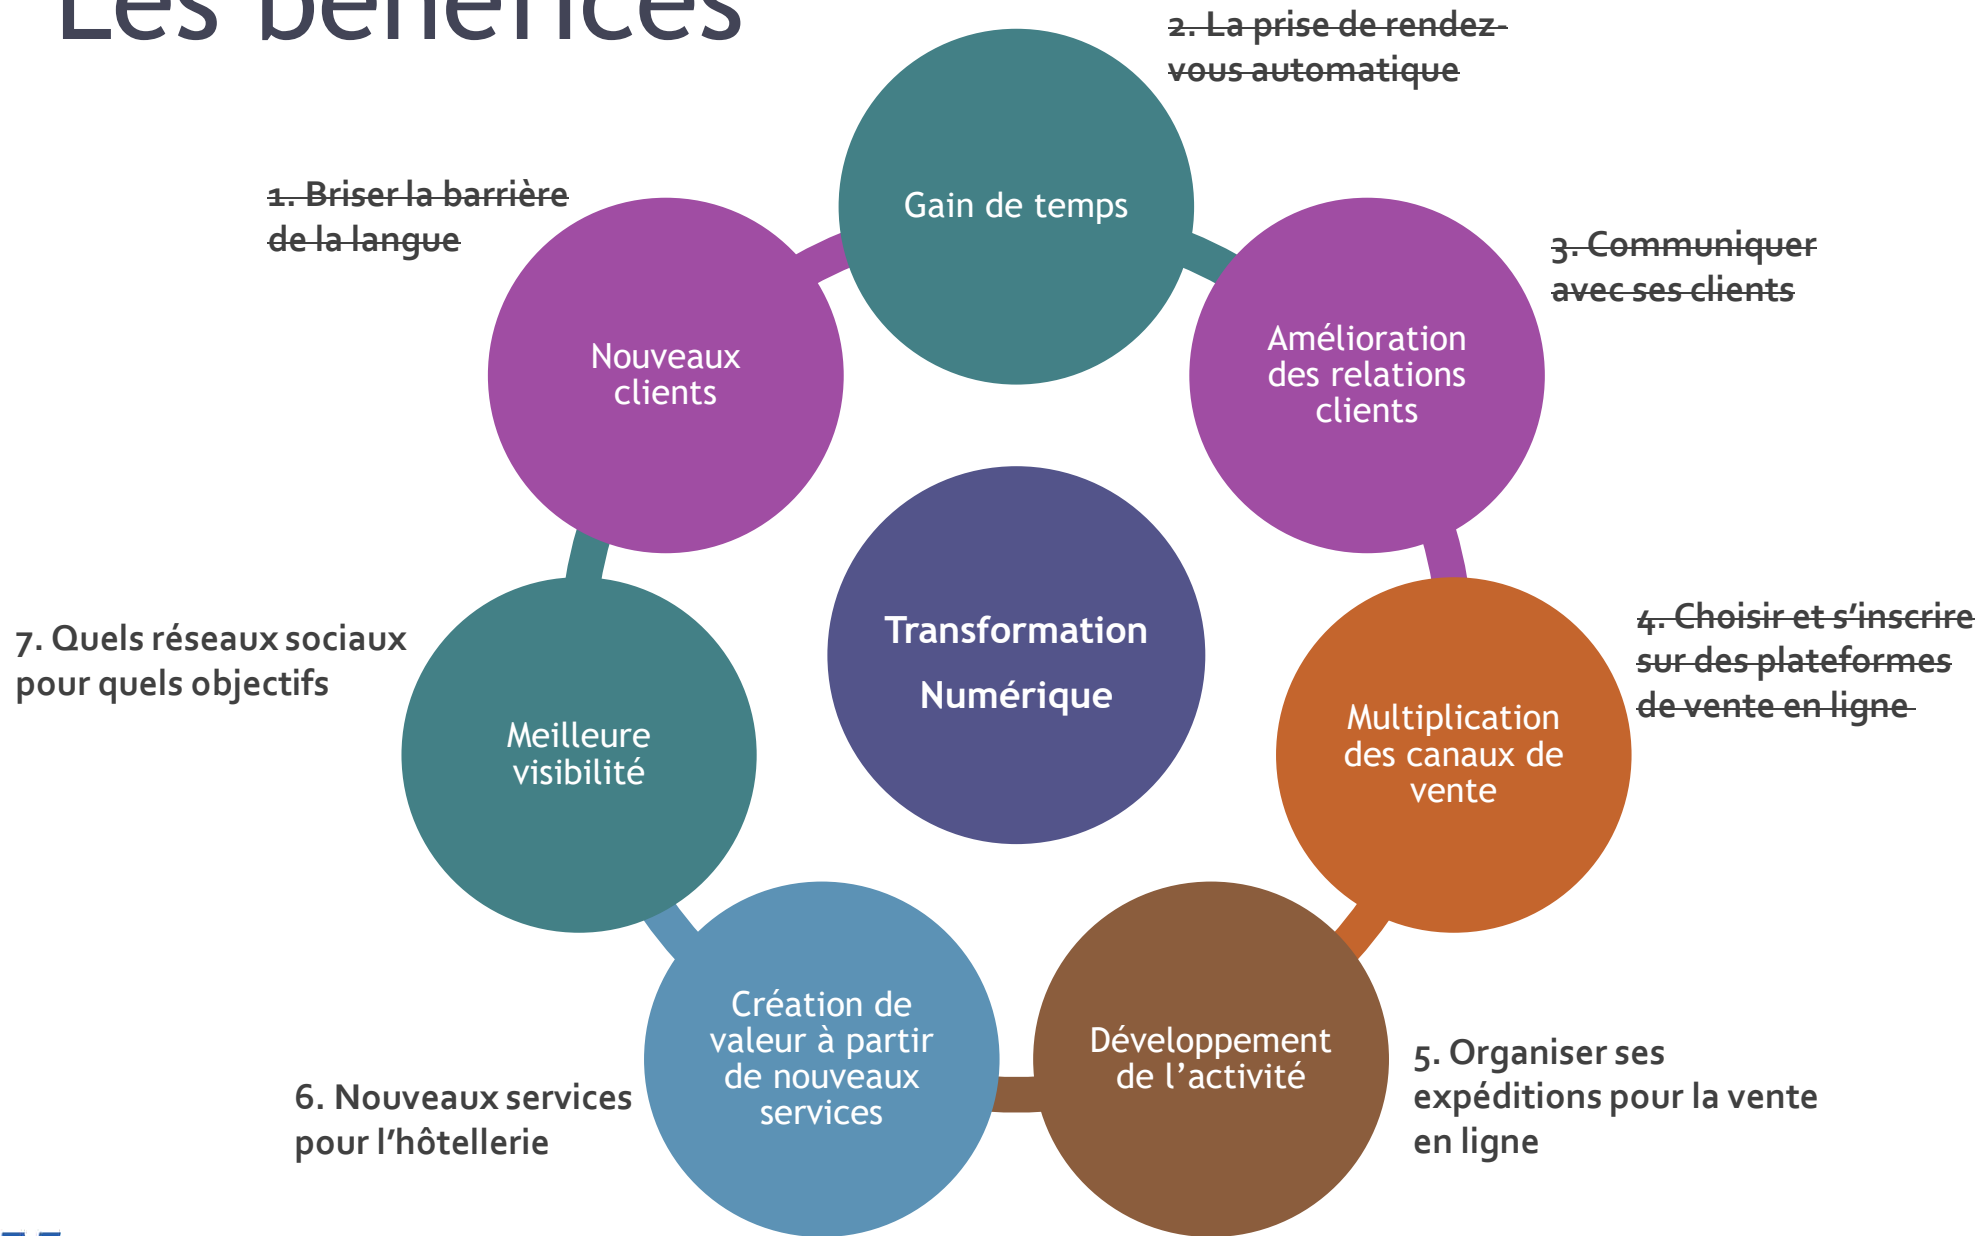 Les bénéfices
2. La prise de rendez-
vous automatique
1. Briser la barrière
de la langue
Gain de temps
3. Communiquer
avec ses clients
Nouveaux
clients
Amélioration
des relations
clients
Transformation
Numérique
4. Choisir et s’inscrire
sur des plateformes
de vente en ligne
7. Quels réseaux sociaux
pour quels objectifs
Meilleure
visibilité
Multiplication
des canaux de
vente
Création de
valeur à partir
de nouveaux
services
Développement
de l’activité
5. Organiser ses
expéditions pour la vente
en ligne
6. Nouveaux services
pour l’hôtellerie